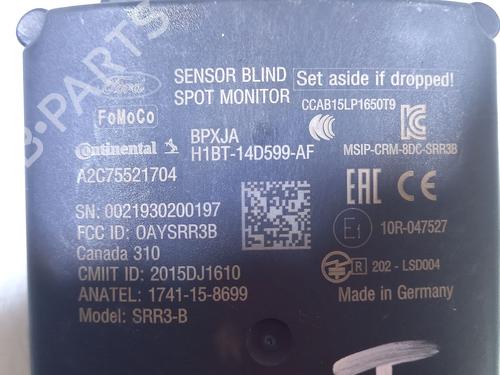 B-PARTS
Ford
SENSOR BLIND
SPOT MONITOR
Set aside if dropped!
FoMoCo
CCAB15LP1650T9
Continental
BPXJA
H1BT-14D599-AF
MSIP-CRM-8DC-SRR3B
A2C75521704
SN: 0021930200197
FCC ID: OAYSRR3B
Canada 310
CMIIT ID: 2015DJ1610
ANATEL: 1741-15-8699
Model: SRR3-B
EAC CE
E1 10R-047527
R 202 - LSD004
Made in Germany